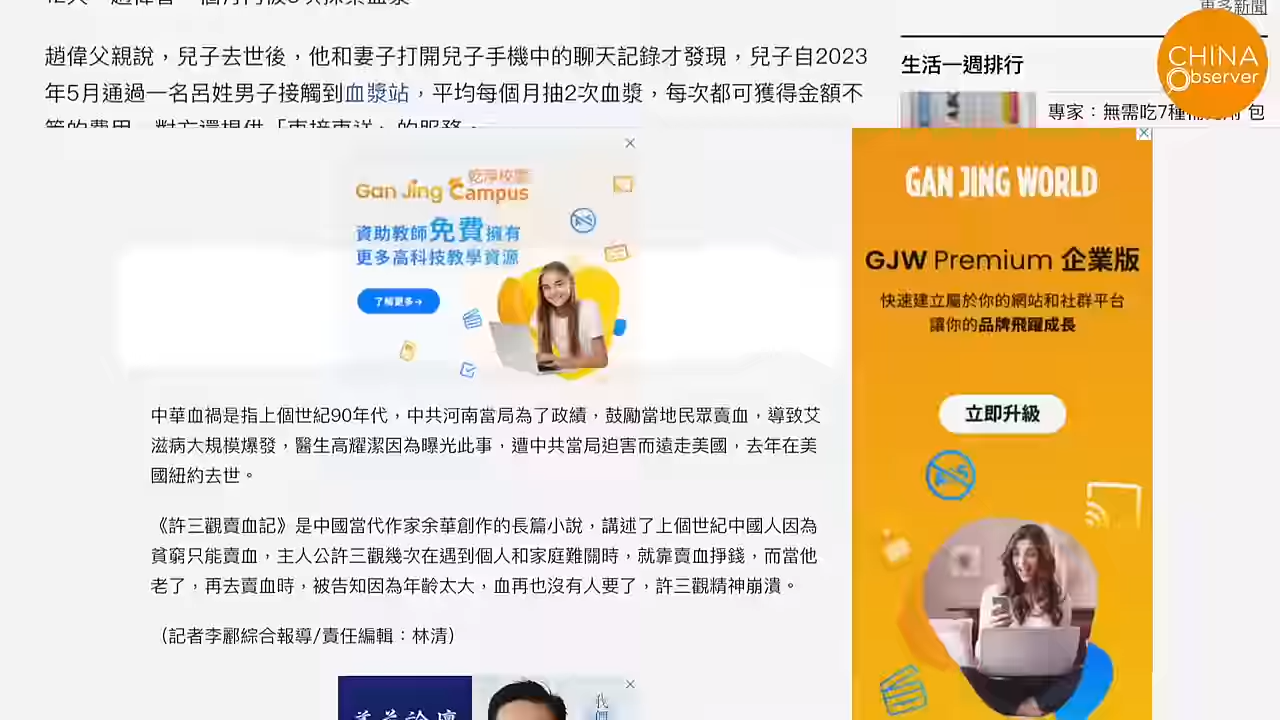 更多新聞
趙偉父親說，兒子去世後，他和妻子打開兒子手機中的聊天記錄才發現，兒子自2023
年5月通過一名呂姓男子接觸到血漿站，平均每個月抽2次血漿，每次都可獲得金額不
生活一週排行
CHINA
Observer
專家：無需吃7種
包
Gan Jing Campus
乾淨校園
資助教師免費擁有
更多高科技教學資源
了解更多→
GAN JING WORLD
GJW Premium 企業版
快速建立屬於你的網站和社群平台
讓你的品牌飛躍成長
立即升級
ADS
中華血禍是指上個世紀90年代，中共河南當局為了政績，鼓勵當地民眾賣血，導致艾
滋病大規模爆發，醫生高耀潔因為曝光此事，遭中共當局迫害而遠走美國，去年在美
國紐約去世。
《許三觀賣血記》是中國當代作家余華創作的長篇小說，講述了上個世紀中國人因為
貧窮只能賣血，主人公許三觀幾次在遇到個人和家庭難關時，就靠賣血掙錢，而當他
老了，再去賣血時，被告知因為年齡太大，血再也沒有人要了，許三觀精神崩潰。
（記者李酈綜合報導/責任編輯：林清）
我們